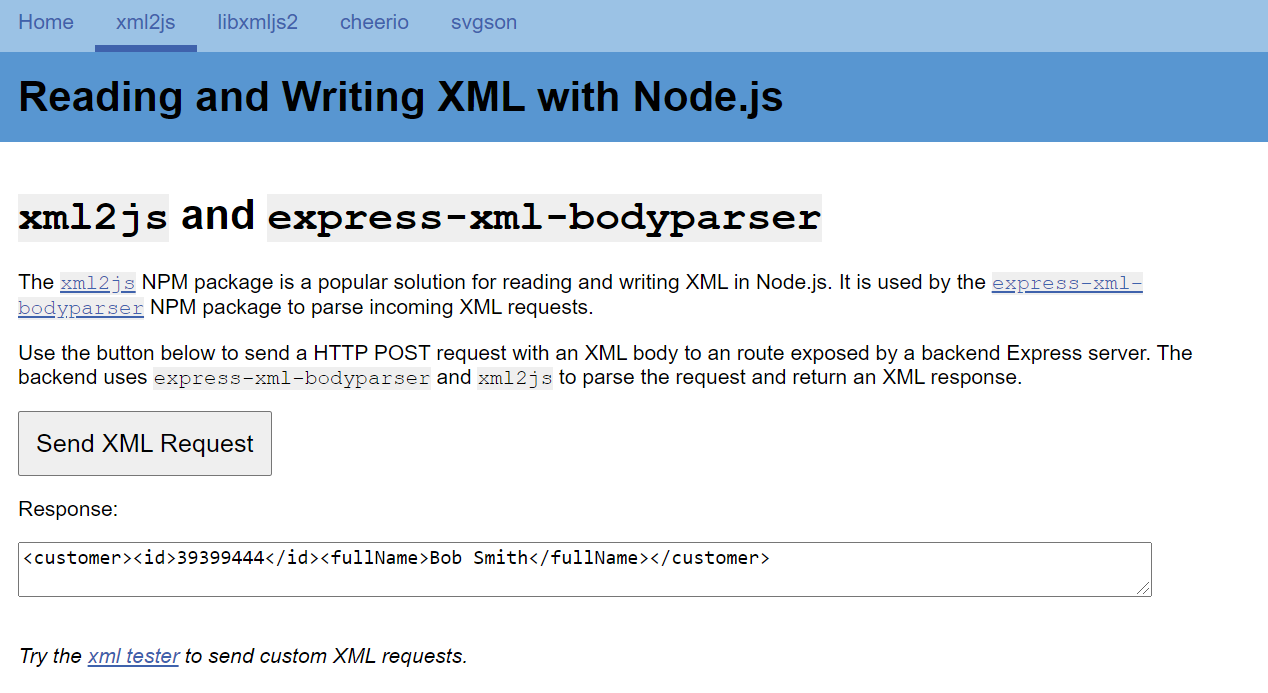 Home xml2js libxmljs2 cheerio svgson
Reading and Writing XML with Node.js
xml2js and express-xml-bodyparser
The xml2js NPM package is a popular solution for reading and writing XML in Node.js. It is used by the express-xml-
bodyparser NPM package to parse incoming XML requests.
Use the button below to send a HTTP POST request with an XML body to an route exposed by a backend Express server. The
backend uses express-xml-bodyparser and xml2js to parse the request and return an XML response.
Send XML Request
Response:
<customer><id>39399444</id><fullName>Bob Smith</fullName></customer>
Try the xml tester to send custom XML requests.